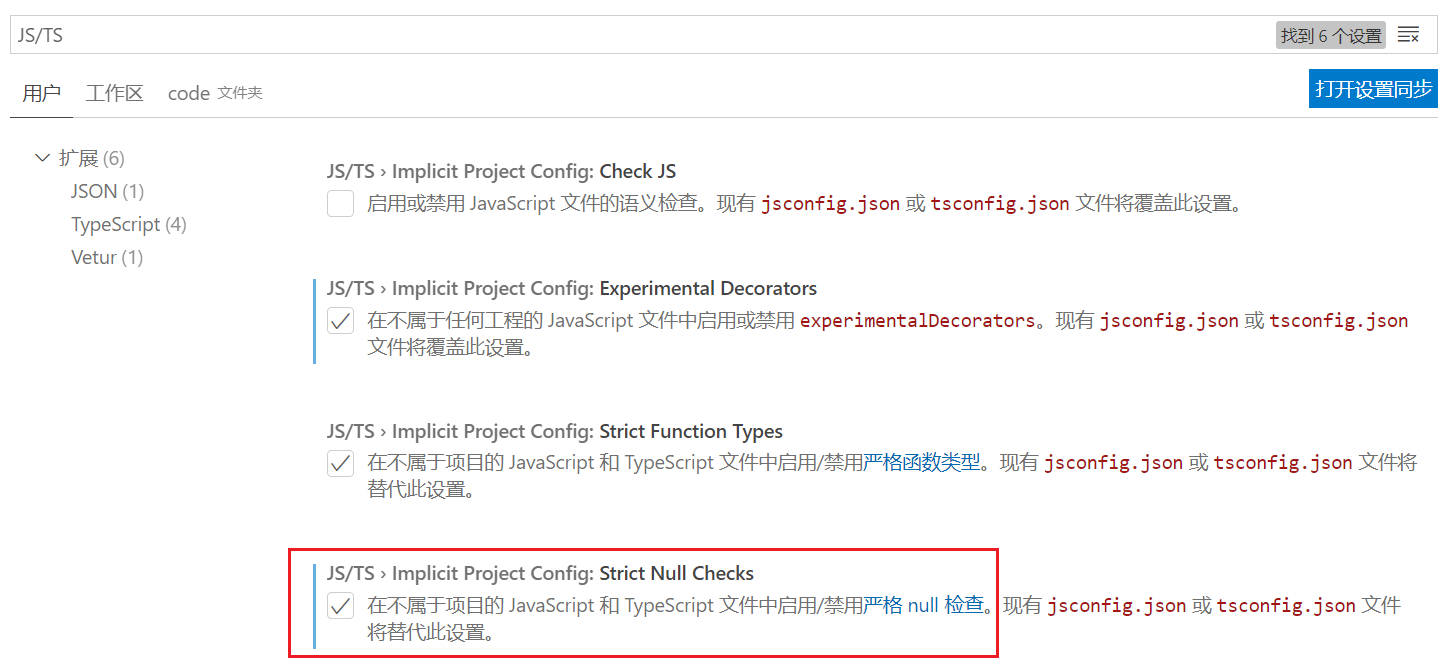 JS/TS
找到 6 个设置
用户 工作区 code 文件夹
打开设置同步
扩展 (6)
JSON (1)
TypeScript (4)
Vetur (1)
JS/TS › Implicit Project Config: Check JS
启用或禁用 JavaScript 文件的语义检查。现有 jsconfig.json 或 tsconfig.json 文件将覆盖此设置。
JS/TS › Implicit Project Config: Experimental Decorators
在不属于任何工程的 JavaScript 文件中启用或禁用 experimentalDecorators。现有 jsconfig.json 或 tsconfig.json
文件将覆盖此设置。
JS/TS › Implicit Project Config: Strict Function Types
在不属于项目的 JavaScript 和 TypeScript 文件中启用/禁用严格函数类型。现有 jsconfig.json 或 tsconfig.json 文件将
替代此设置。
JS/TS › Implicit Project Config: Strict Null Checks
在不属于项目的 JavaScript 和 TypeScript 文件中启用/禁用严格 null 检查。现有 jsconfig.json 或 tsconfig.json 文件
将替代此设置。